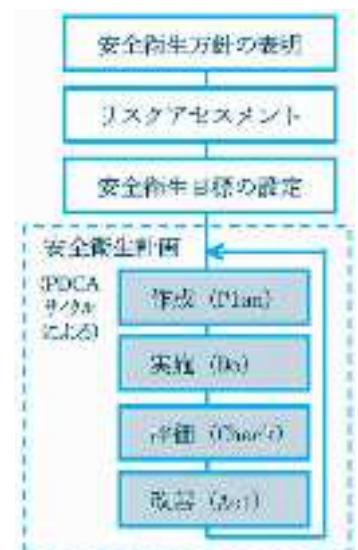 安全衛生方針の表明
リスクアセスメント
安全衛生目標の設定
安全衛生計画
(PDCA
サイクル
による)
作成 (Plan)
実施 (Do)
評価 (Check)
改善 (Act)